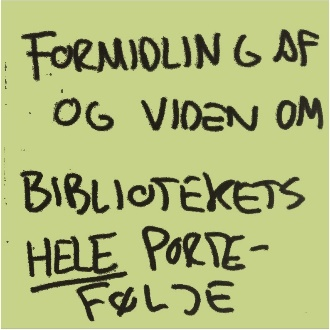 FORMIDLING AF
OG VIDEN OM
BIBLIOTEKETS
HELE PORTE-
FØLJE